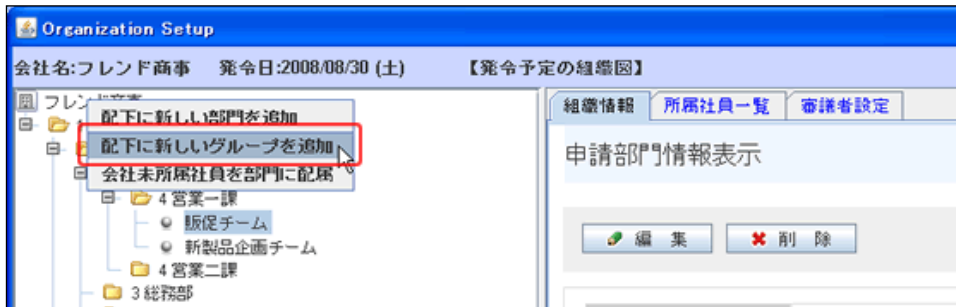 Organization Setup
会社名:フレンド商事 発令日:2008/08/30 (土) 【発令予定の組織図】
フレンド商事
配下に新しい部門を追加
配下に新しいグループを追加
会社未所属社員を部門に配属
4 営業一課
販促チーム
新製品企画チーム
4 営業二課
3 総務部
組織情報 所属社員一覧 審議者設定
申請部門情報表示
編 集 削 除